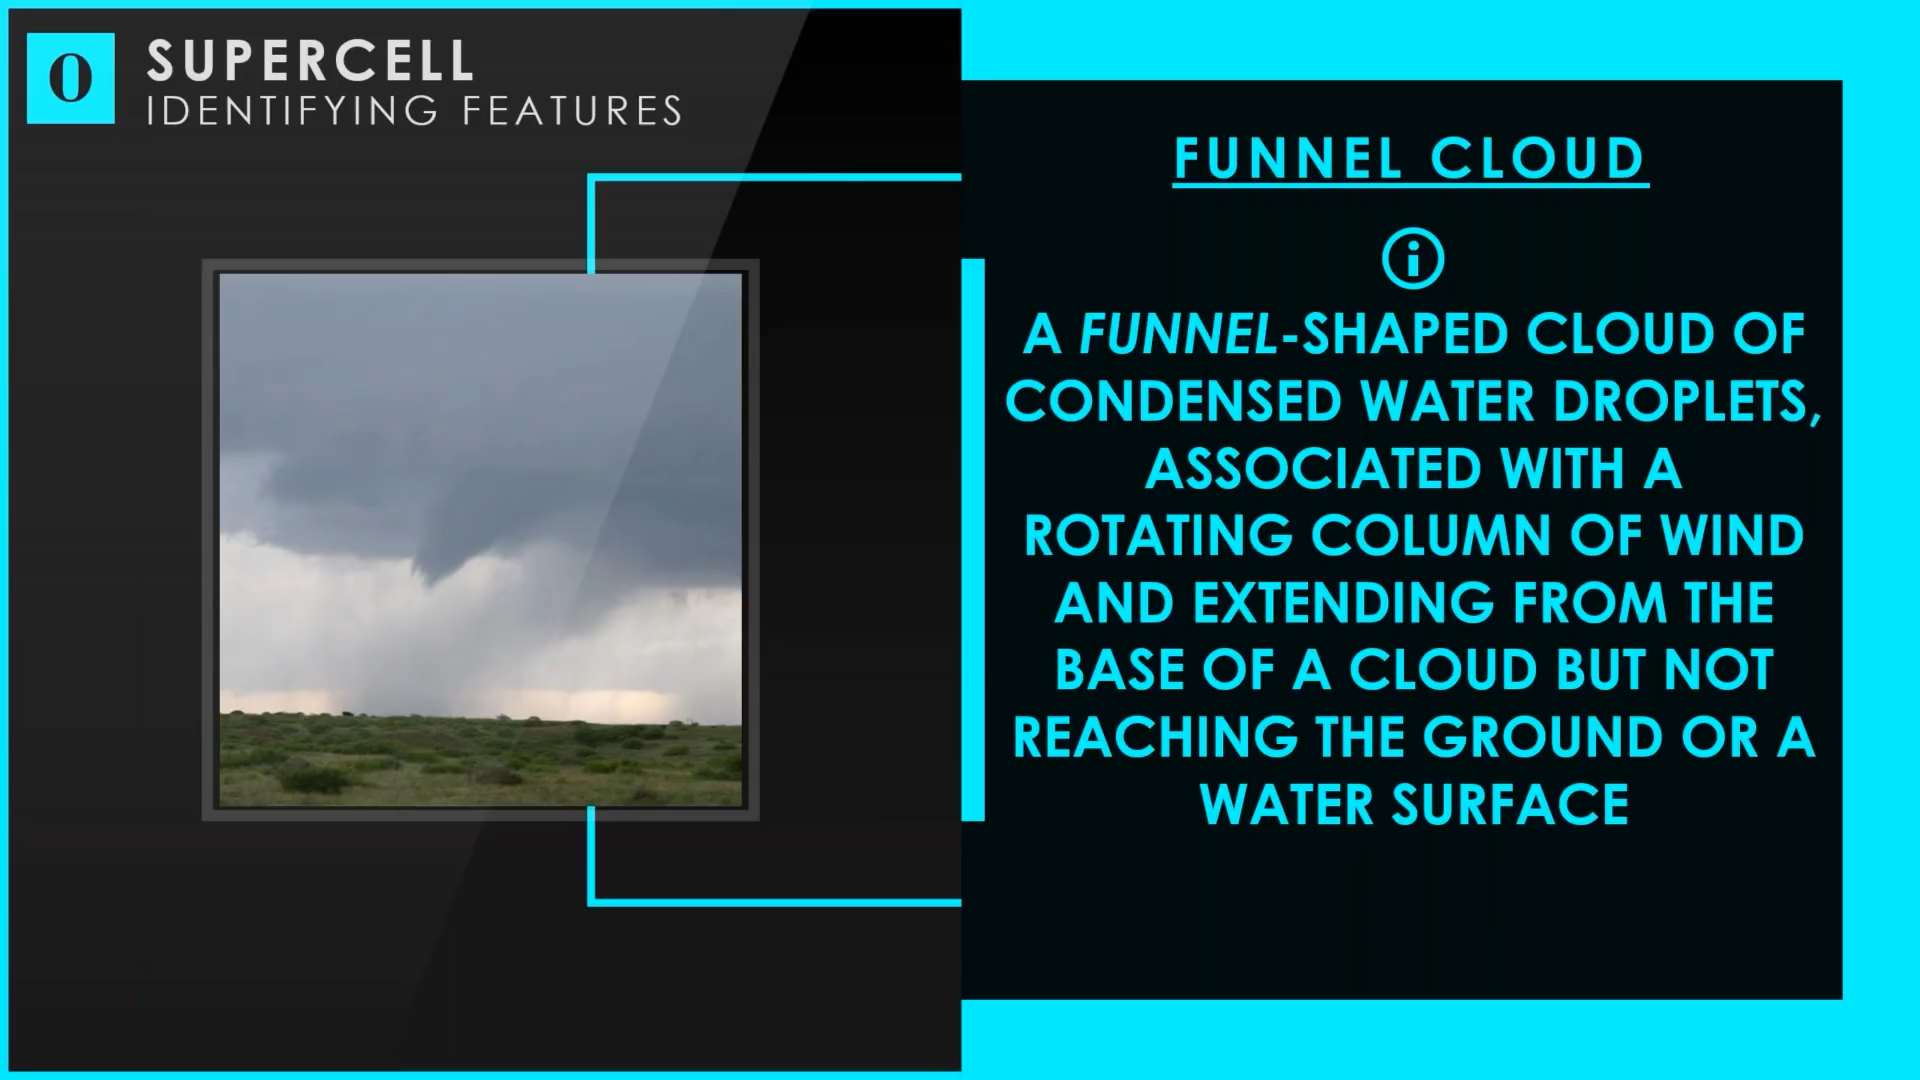 0
SUPERCELL
IDENTIFYING FEATURES
FUNNEL CLOUD
i
A FUNNEL-SHAPED CLOUD OF
CONDENSED WATER DROPLETS,
ASSOCIATED WITH A
ROTATING COLUMN OF WIND
AND EXTENDING FROM THE
BASE OF A CLOUD BUT NOT
REACHING THE GROUND OR A
WATER SURFACE